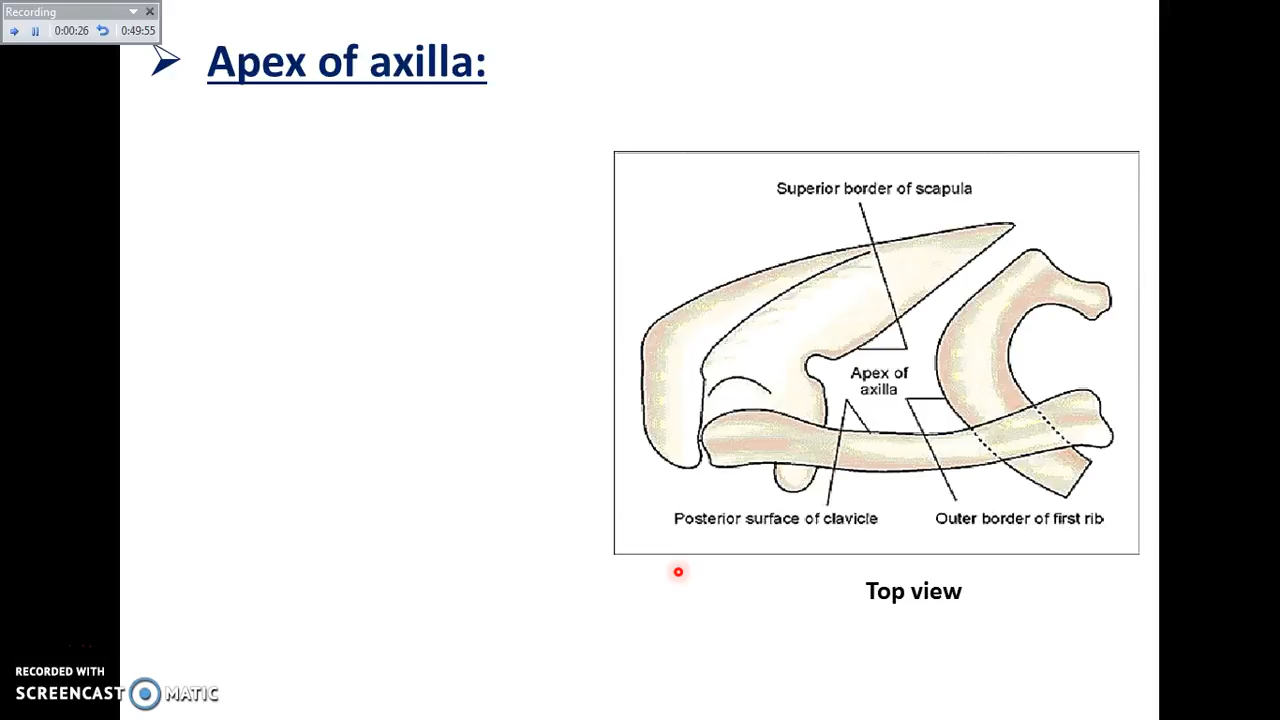 Recording
0:00:26 0:49:55
Apex of axilla:
Superior border of scapula
Apex of
axilla
Posterior surface of clavicle
Outer border of first rib
Top view
RECORDED WITH
SCREENCAST MATIC